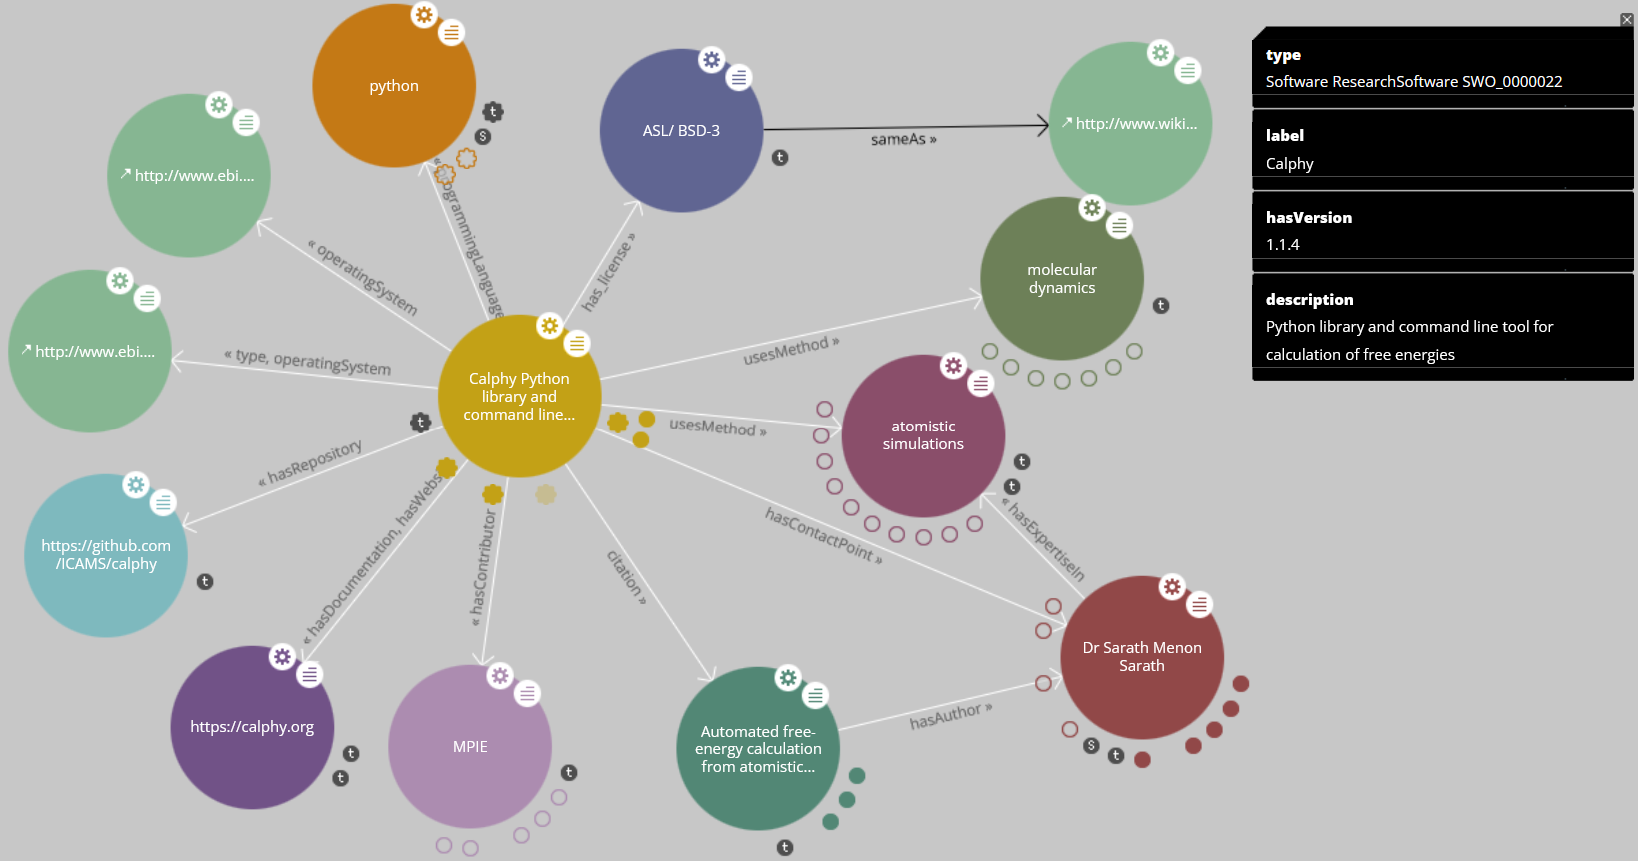 python
ASL/ BSD-3
http://www.wiki...
sameAs »
http://www.ebi....
« programmingLanguage
« operatingSystem
has_license »
molecular
dynamics
usesMethod »
http://www.ebi....
« type, operatingSystem
Calphy Python
library and
command line...
usesMethod »
atomistic
simulations
« hasRepository
https://github.com
/ICAMS/calphy
« hasDocumentation, hasWebs
« hasContributor
citation »
hasContactPoint »
« hasExpertiseIn
Dr Sarath Menon
Sarath
hasAuthor »
https://calphy.org
MPIE
Automated free-
energy calculation
from atomistic...
t
S
t
t
t
t
t
t
t
t
t
t
S
t
t
type
Software ResearchSoftware SWO_0000022
label
Calphy
hasVersion
1.1.4
description
Python library and command line tool for
calculation of free energies